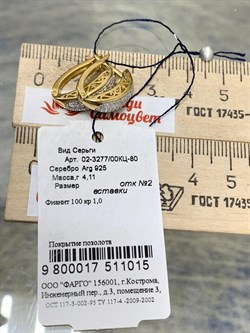 самоцвет
ГОСТ 17435-
ГОСТ 17435-
Вид Серьги
Арт. 02-3277/00КЦ-80
Серебро Arg 925
Масса,г 4,11
Размер отк №2
вставки
Фианит 100 кр 1,0
Покрытие позолота
9 800017 511015
ООО "ФАРГО" 156001, г.Кострома,
Инженерный пер., д.3, помещение 3,